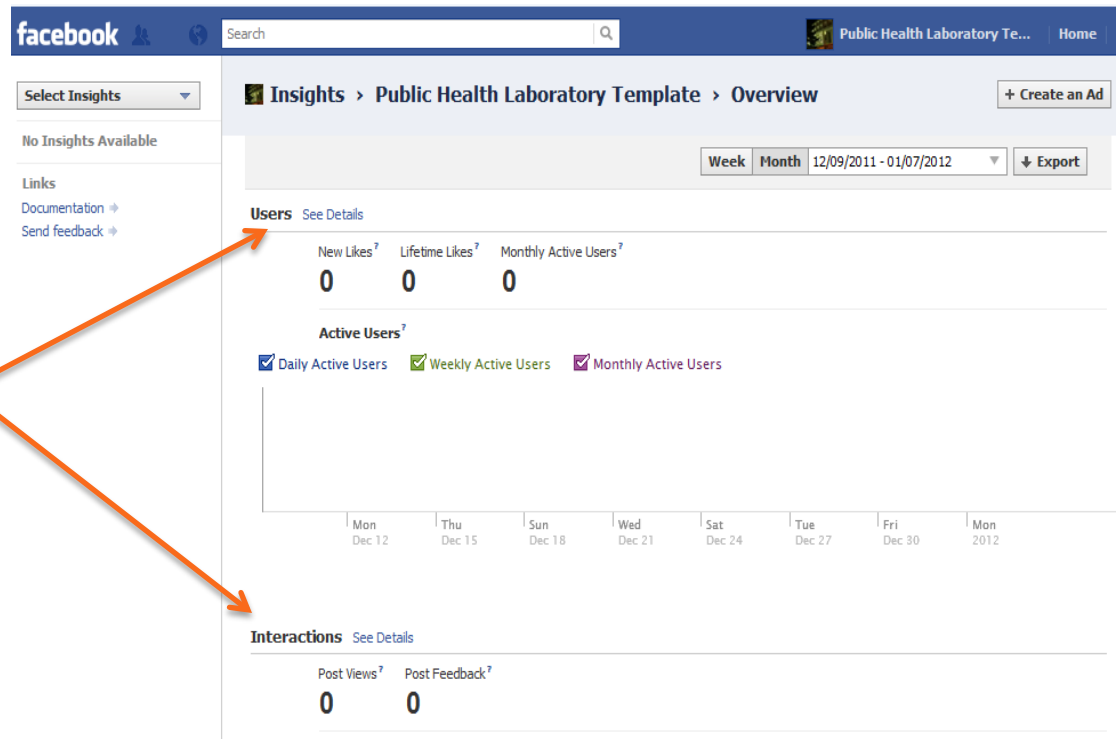 facebook Search Public Health Laboratory Te... Home
Select Insights
Insights › Public Health Laboratory Template › Overview
+ Create an Ad
No Insights Available
Week Month 12/09/2011 - 01/07/2012 Export
Links
Documentation
Send feedback
Users See Details
New Likes? Lifetime Likes? Monthly Active Users?
0 0 0
Active Users?
Daily Active Users Weekly Active Users Monthly Active Users
Mon Thu Sun Wed Sat Tue Fri Mon
Dec 12 Dec 15 Dec 18 Dec 21 Dec 24 Dec 27 Dec 30 2012
Interactions See Details
Post Views? Post Feedback?
0 0